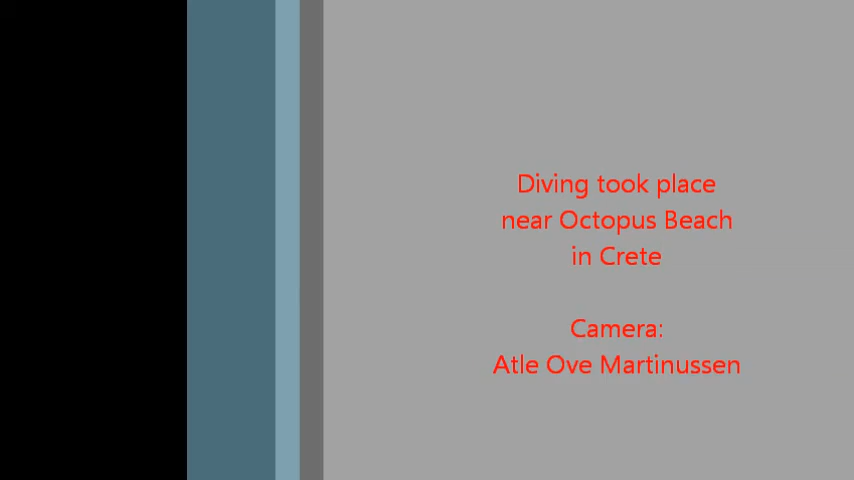 Diving took place
near Octopus Beach
in Crete
Camera:
Atle Ove Martinussen